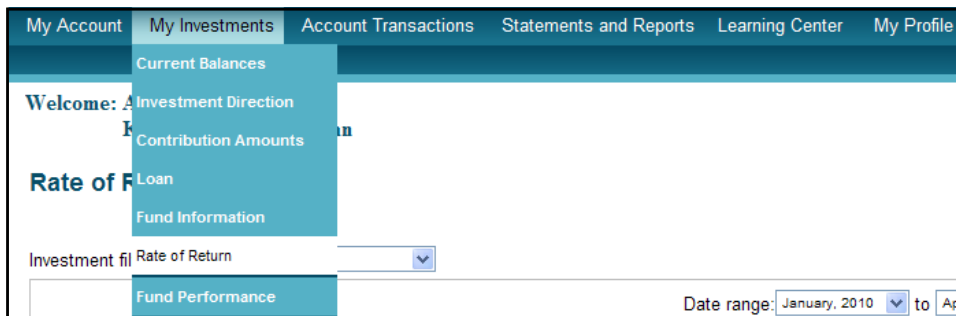 My Account My Investments Account Transactions Statements and Reports Learning Center My Profile
Current Balances
Welcome:
Investment Direction
Contribution Amounts
Rate of
Loan
Fund Information
Investment
Rate of Return
Fund Performance
Date range: January, 2010 to